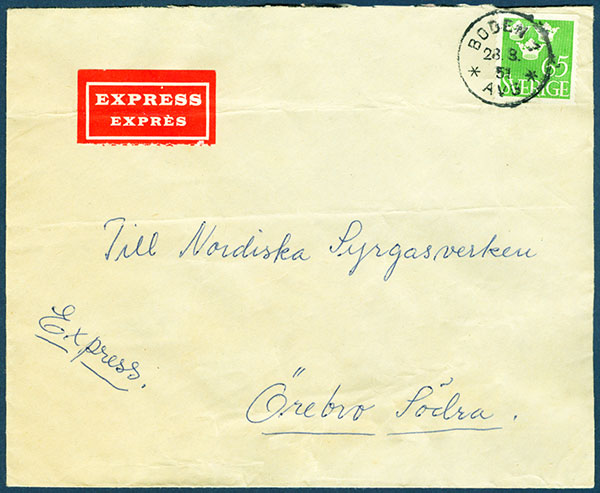 BODEN 1
28.3.
* 51 *
AVG
65
SVERIGE
EXPRESS
EXPRÈS
Till Nordiska Syrgasverken
Express.
Örebro Södra.